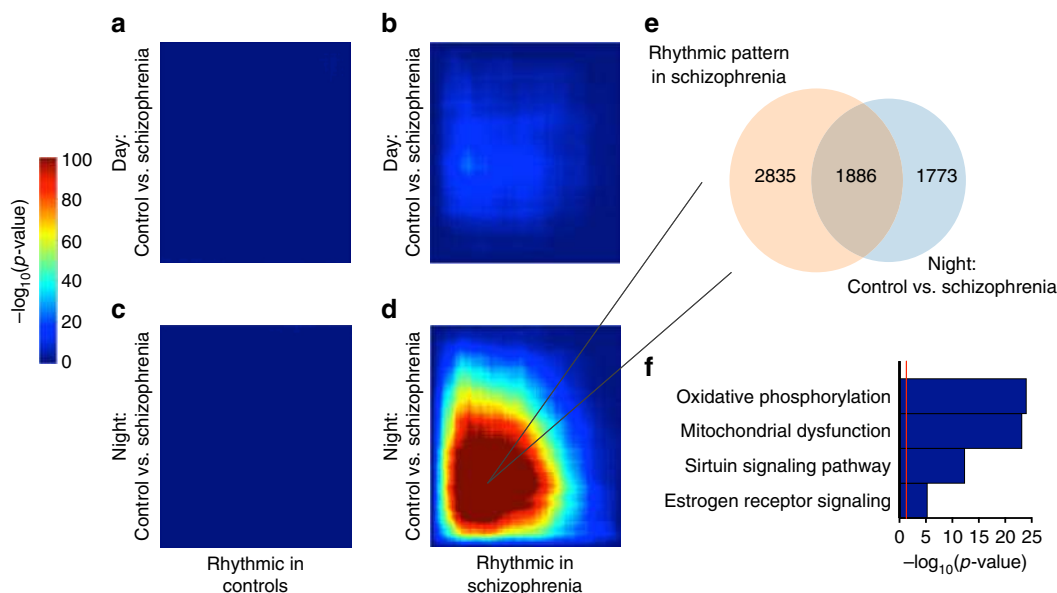 a
Day:
Control vs. schizophrenia
b
Day:
Control vs. schizophrenia
100
80
60
40
20
0
–log10(p-value)
c
Night:
Control vs. schizophrenia
Rhythmic in
controls
d
Night:
Control vs. schizophrenia
Rhythmic in
schizophrenia
e
Rhythmic pattern
in schizophrenia
2835
1886
1773
Night:
Control vs. schizophrenia
f
Oxidative phosphorylation
Mitochondrial dysfunction
Sirtuin signaling pathway
Estrogen receptor signaling
0 5 10 15 20 25
–log10(p-value)